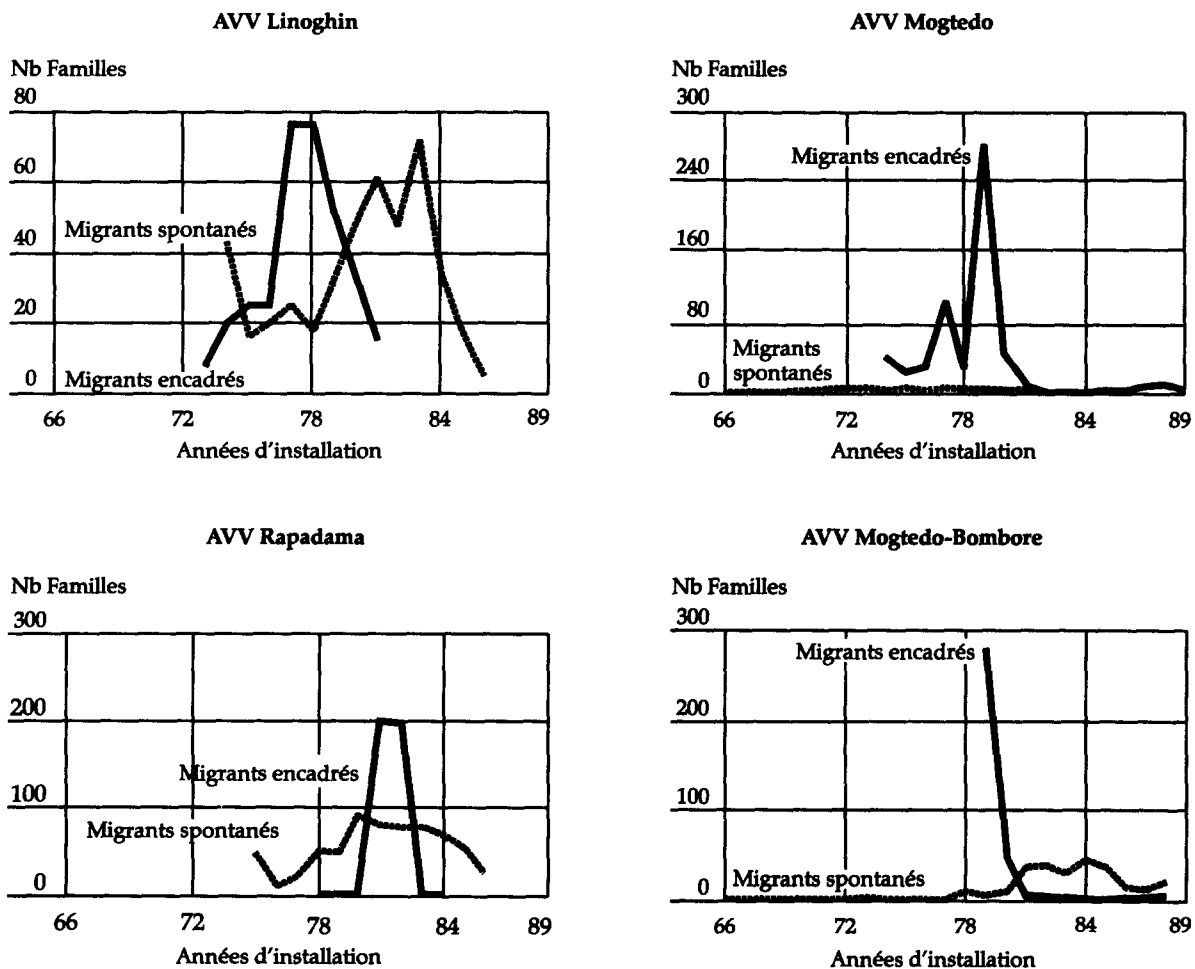 AVV Linoghin
Nb Familles
80
60
Migrants spontanés
40
20
0
Migrants encadrés
66 72 78 84 89
Années d'installation
AVV Mogtedo
Nb Familles
300
Migrants encadrés
240
160
80
Migrants
spontanés
0
66 72 78 84 89
Années d'installation
AVV Rapadama
Nb Familles
300
200
Migrants encadrés
100
Migrants spontanés
0
66 72 78 84 89
Années d'installation
AVV Mogtedo-Bombore
Nb Familles
300
Migrants encadrés
200
100
Migrants spontanés
0
66 72 78 84 89
Années d'installation